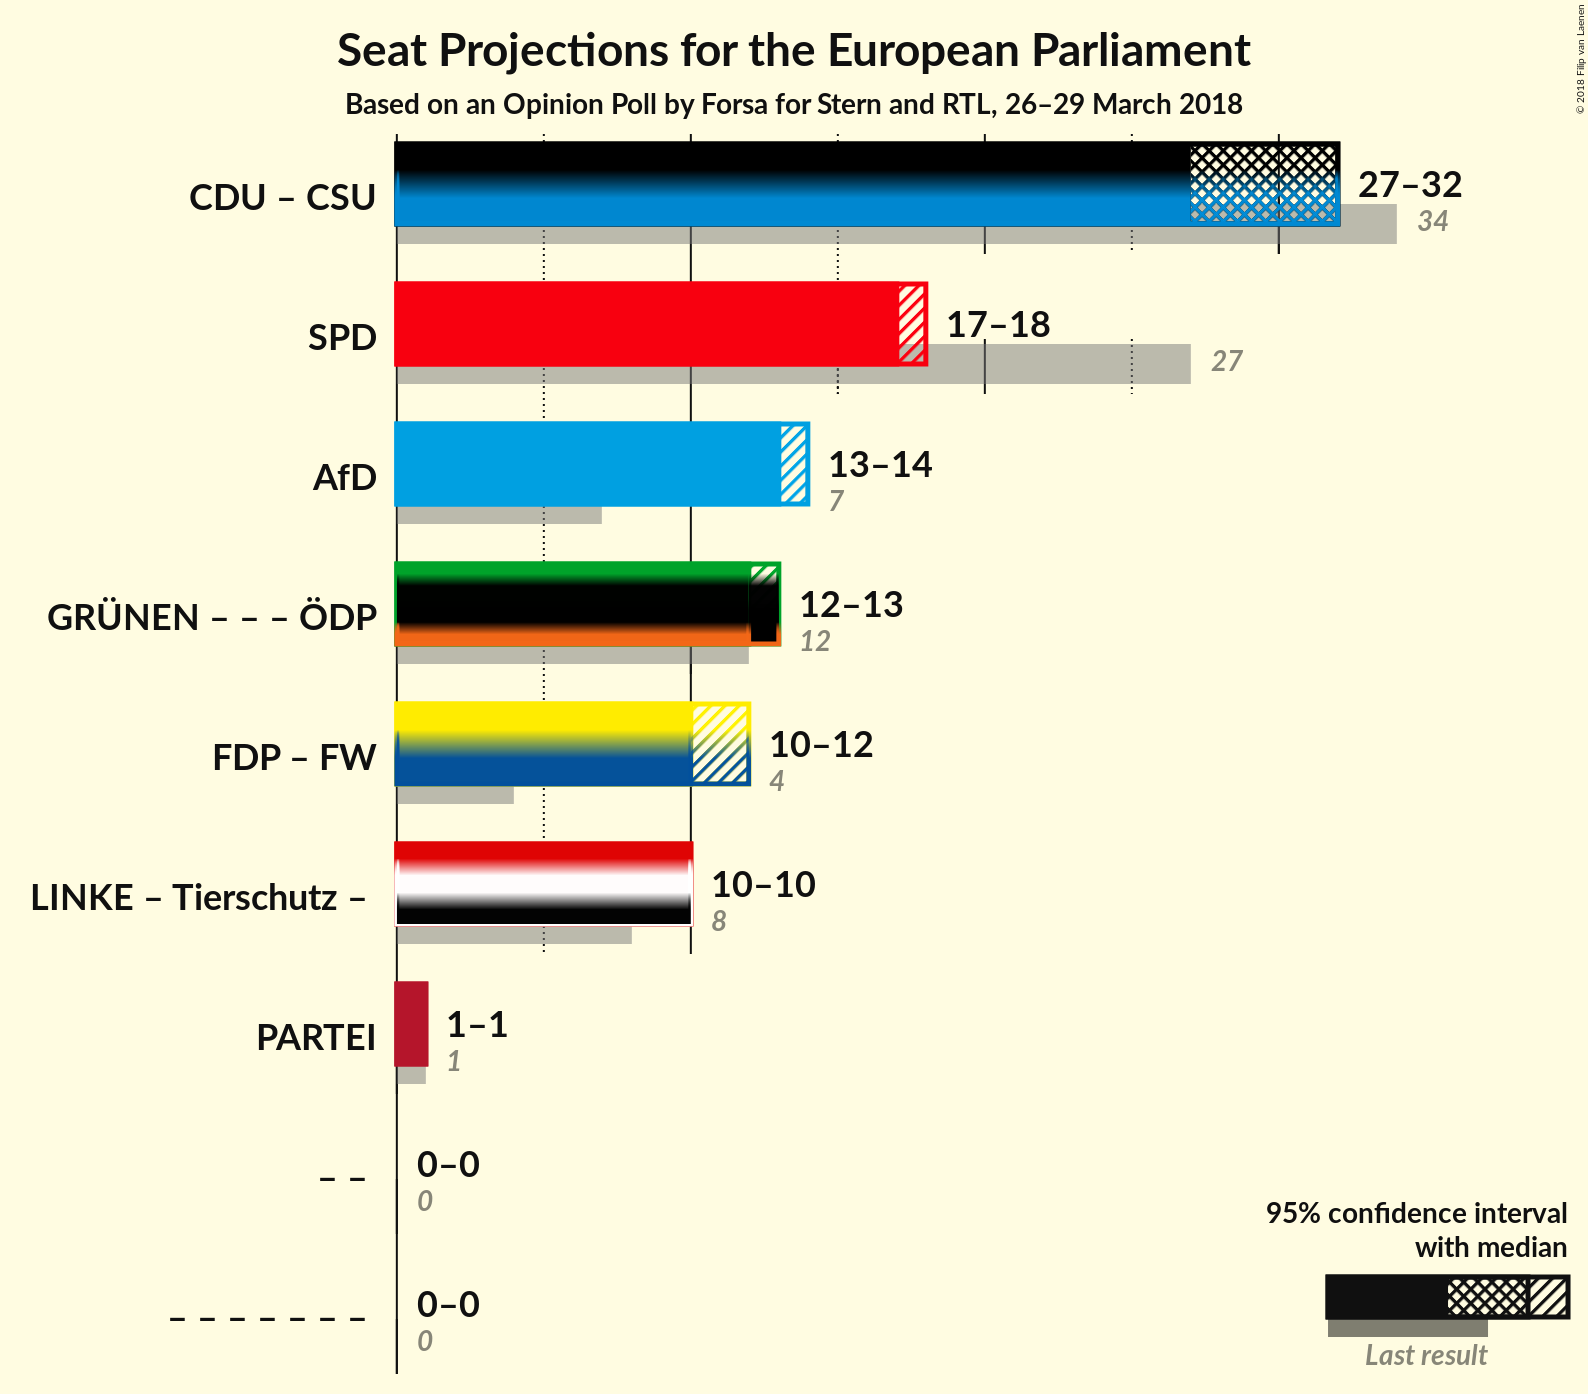 Seat Projections for the European Parliament
Based on an Opinion Poll by Forsa for Stern and RTL, 26–29 March 2018
© 2018 Filip van Laenen
CDU – CSU
27–32
34
SPD
17–18
27
AfD
13–14
7
GRÜNEN – – – ÖDP
12–13
12
FDP – FW
10–12
4
LINKE – Tierschutz –
10–10
8
PARTEI
1–1
1
– –
0–0
0
– – – – – – –
0–0
0
95% confidence interval
with median
Last result